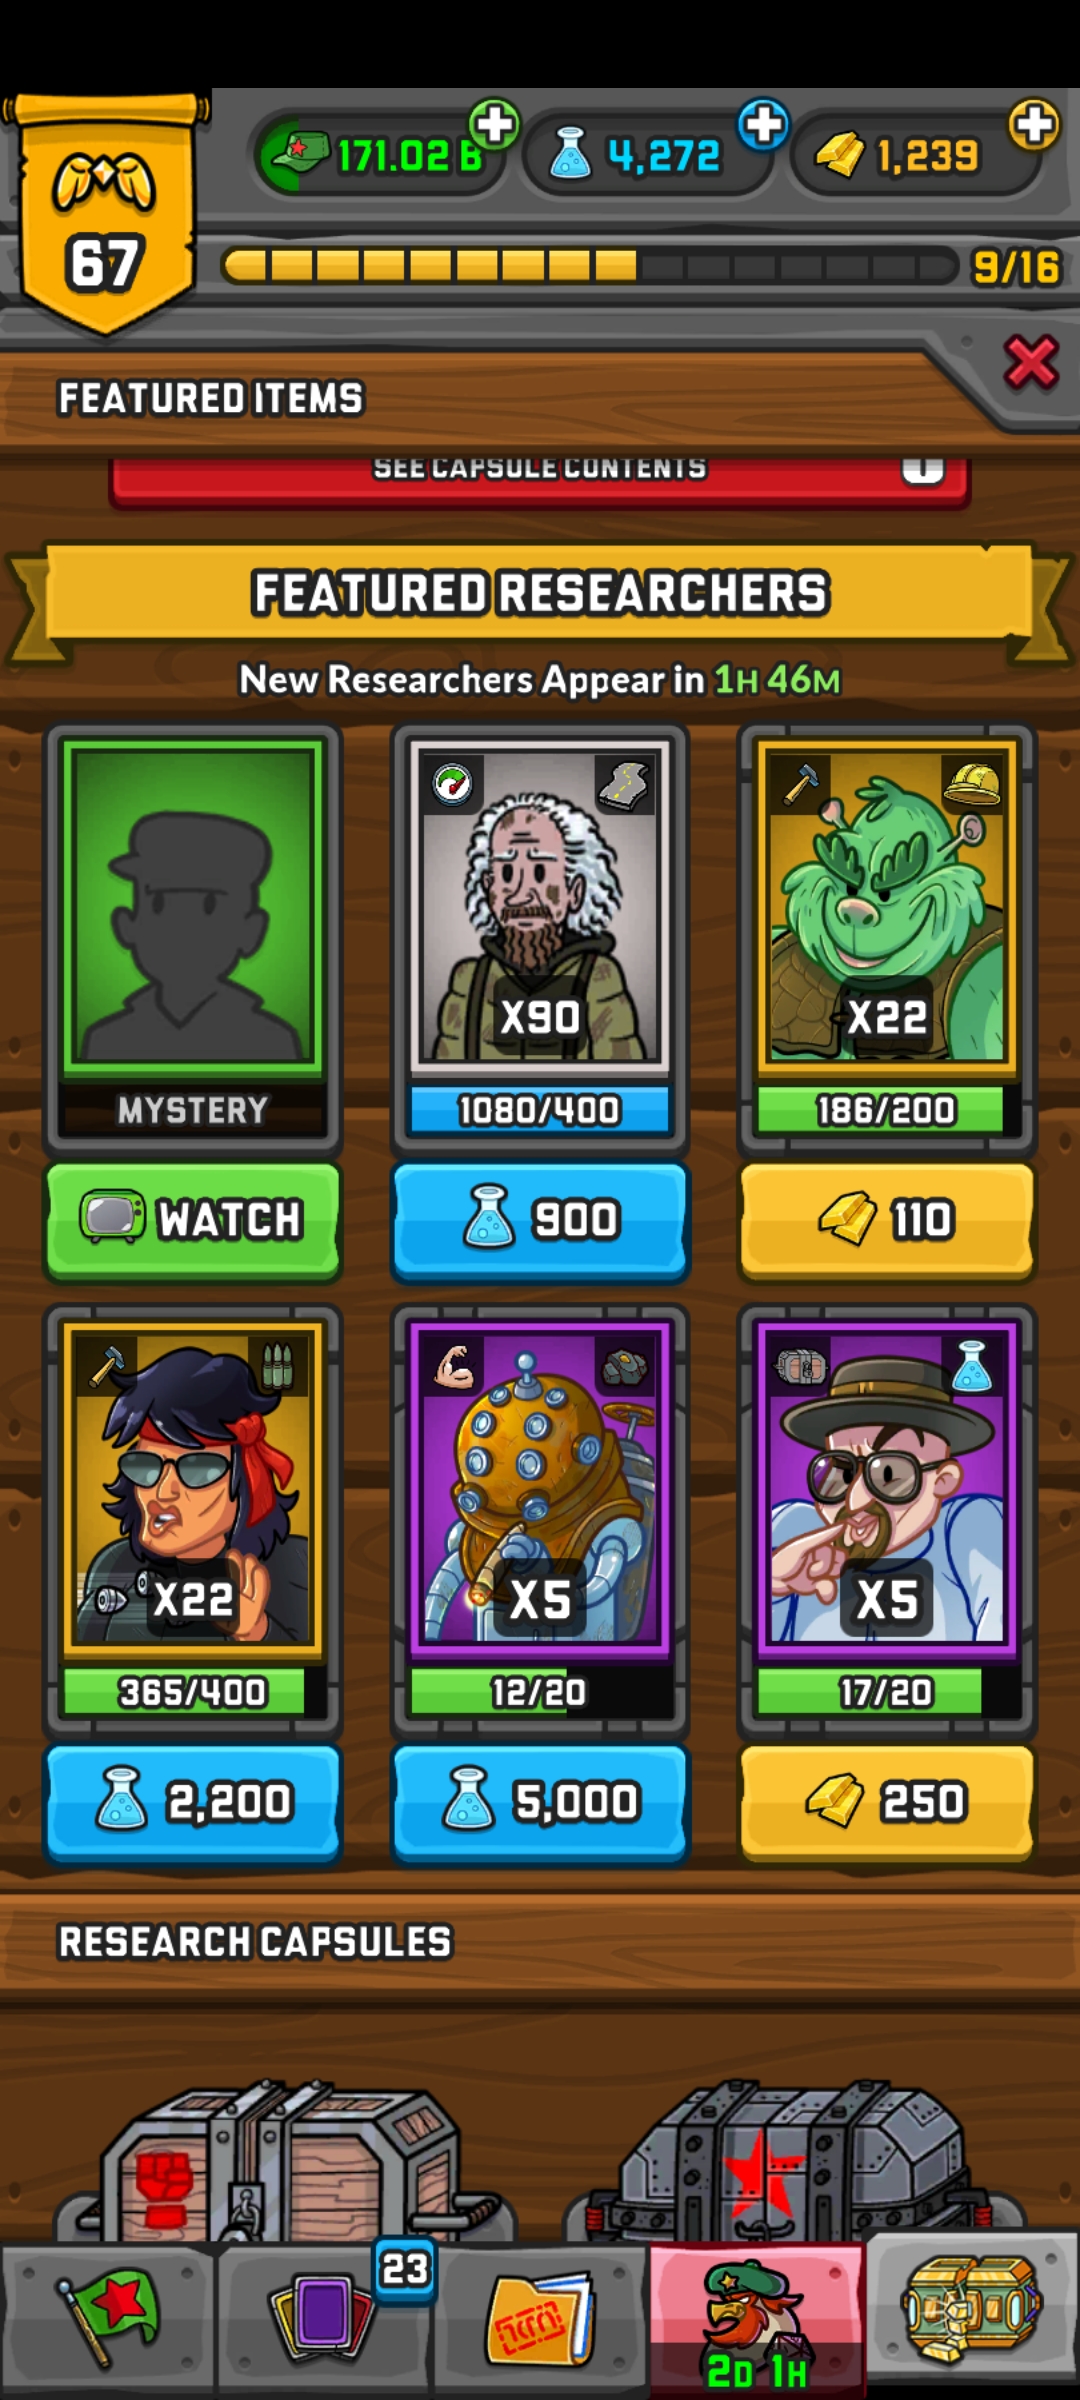 171.02 B
4,272
1,239
67
9/16
FEATURED ITEMS
SEE CAPSULE CONTENTS
FEATURED RESEARCHERS
New Researchers Appear in 1H 46M
X90
X22
MYSTERY
1080/400
186/200
WATCH
900
110
X22
X5
X5
365/400
12/20
17/20
2,200
5,000
250
RESEARCH CAPSULES
23
2D 1H